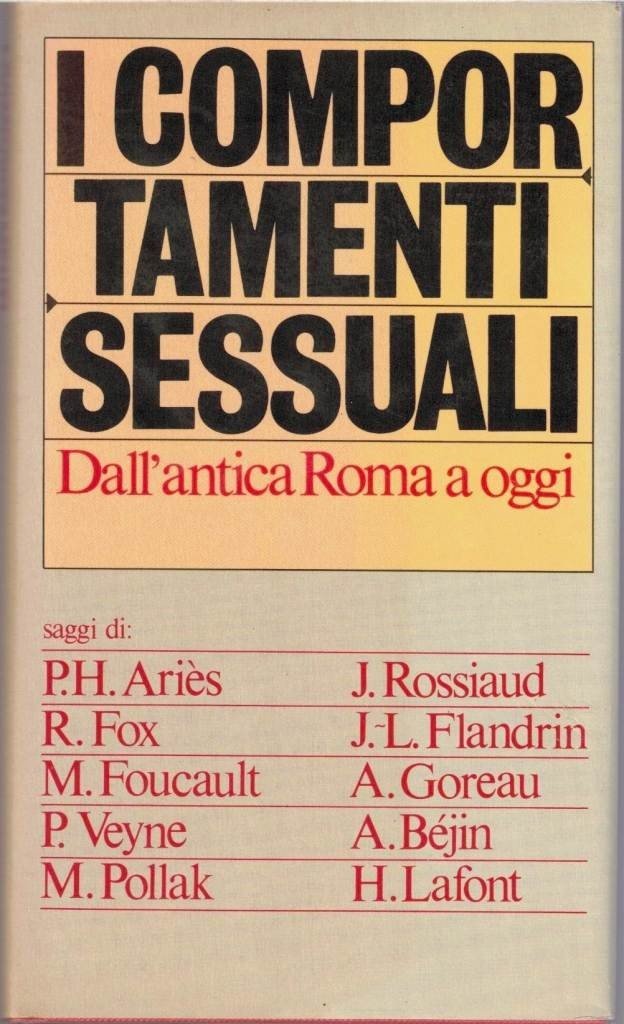 I COMPOR
TAMENTI
SESSUALI
Dall'antica Roma a oggi
saggi di:
P.H. Ariès
J. Rossiaud
R. Fox
J.-L. Flandrin
M. Foucault
A. Goreau
P. Veyne
A. Béjin
M. Pollak
H. Lafont